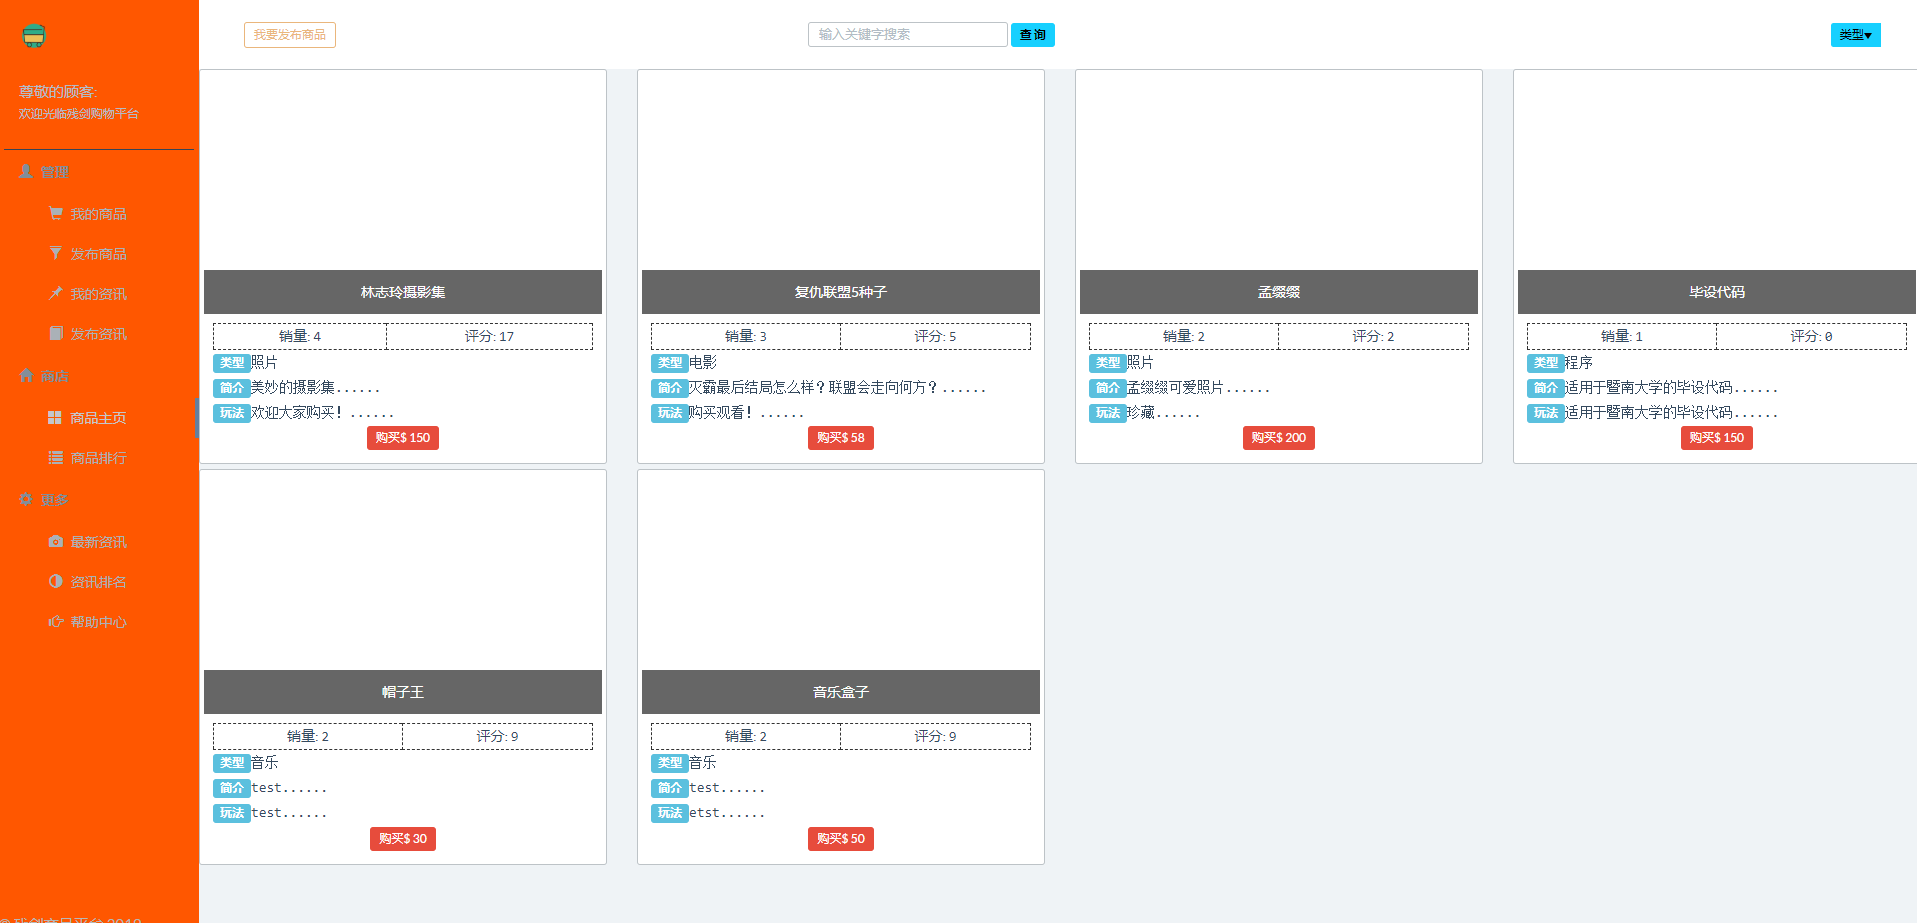 我要发布商品
输入关键字搜索
查 询
类型▾
尊敬的顾客:
欢迎光临残剑购物平台
管理
我的商品
发布商品
我的资讯
发布资讯
商店
商品主页
商品排行
更多
最新资讯
资讯排名
帮助中心
林志玲摄影集
销量: 4 评分: 17
类型 照片
简介 美妙的摄影集......
玩法 欢迎大家购买! ......
购买$ 150
复仇联盟5种子
销量: 3 评分: 5
类型 电影
简介 灭霸最后结局怎么样？联盟会走向何方？......
玩法 购买观看! ......
购买$ 58
孟缀缀
销量: 2 评分: 2
类型 照片
简介 孟缀缀可爱照片......
玩法 珍藏......
购买$ 200
毕设代码
销量: 1 评分: 0
类型 程序
简介 适用于暨南大学的毕设代码......
玩法 适用于暨南大学的毕设代码......
购买$ 150
帽子王
销量: 2 评分: 9
类型 音乐
简介 test......
玩法 test......
购买$ 30
音乐盒子
销量: 2 评分: 9
类型 音乐
简介 test......
玩法 etst......
购买$ 50